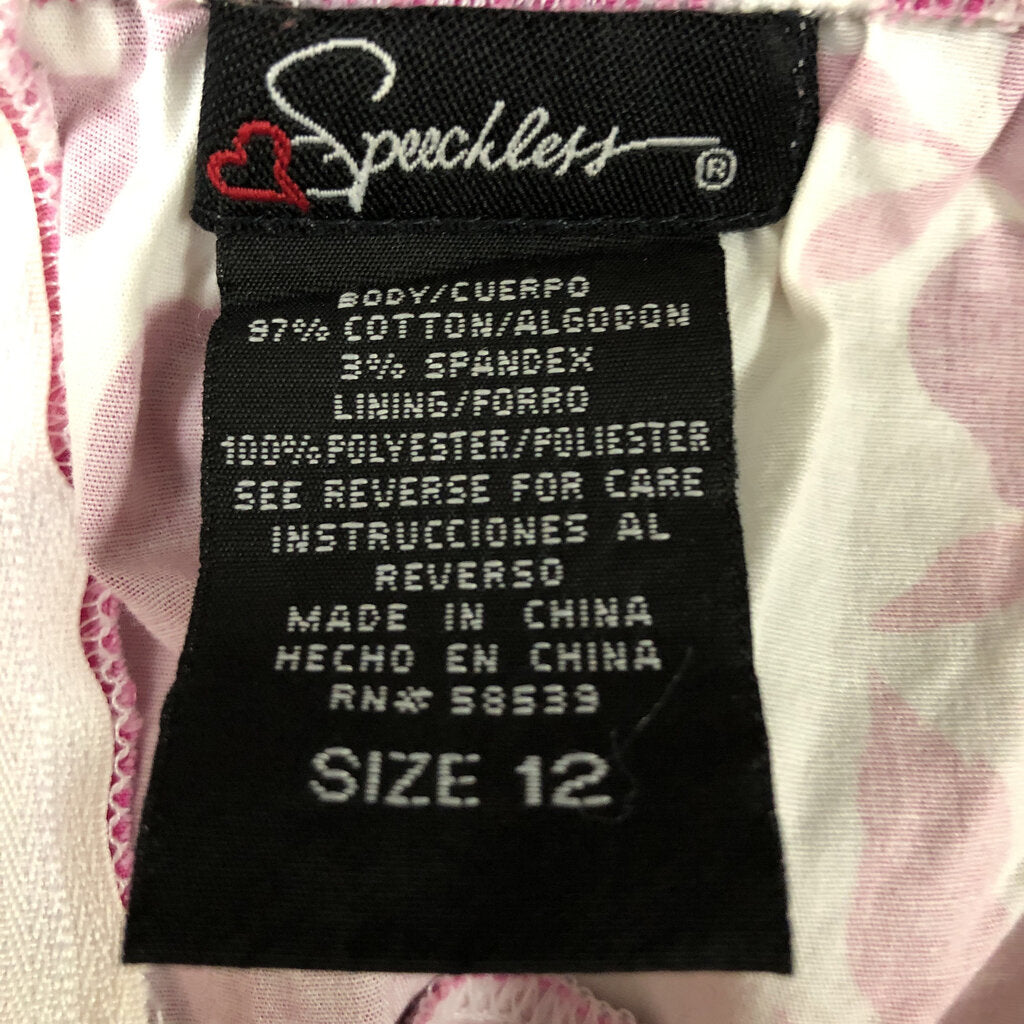 Speechless ®
BODY/CUERPO
97% COTTON/ALGODON
3% SPANDEX
LINING/FORRO
100% POLYESTER/POLIESTER
SEE REVERSE FOR CARE
INSTRUCCIONES AL
REVERSO
MADE IN CHINA
HECHO EN CHINA
RN# 58539
SIZE 12